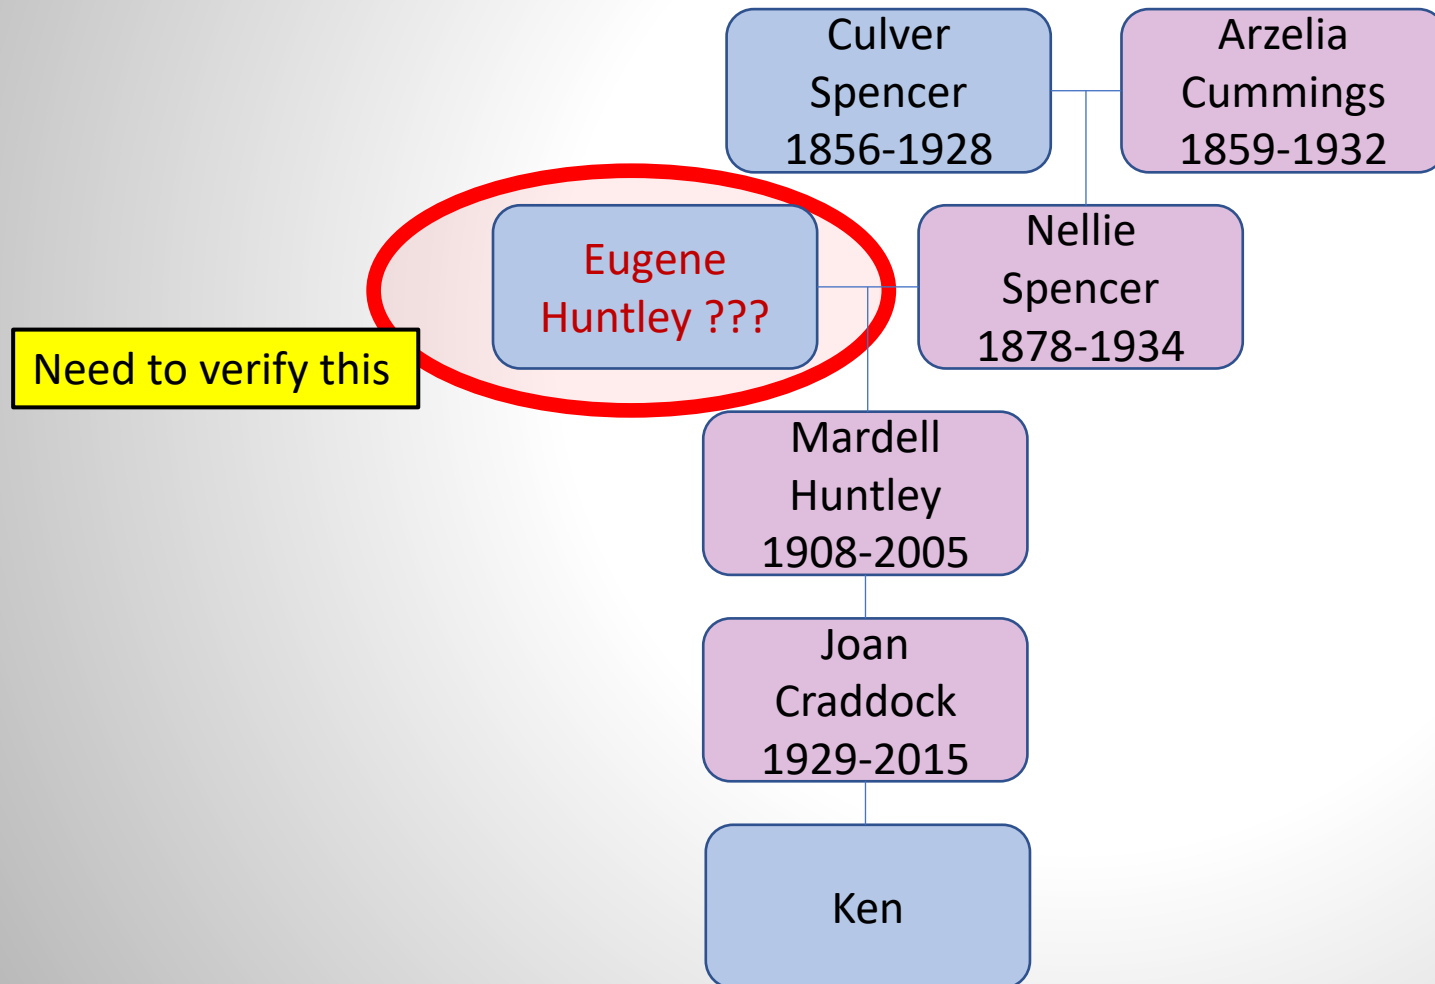 Culver
Spencer
1856-1928
Arzelia
Cummings
1859-1932
Eugene
Huntley ???
Nellie
Spencer
1878-1934
Need to verify this
Mardell
Huntley
1908-2005
Joan
Craddock
1929-2015
Ken